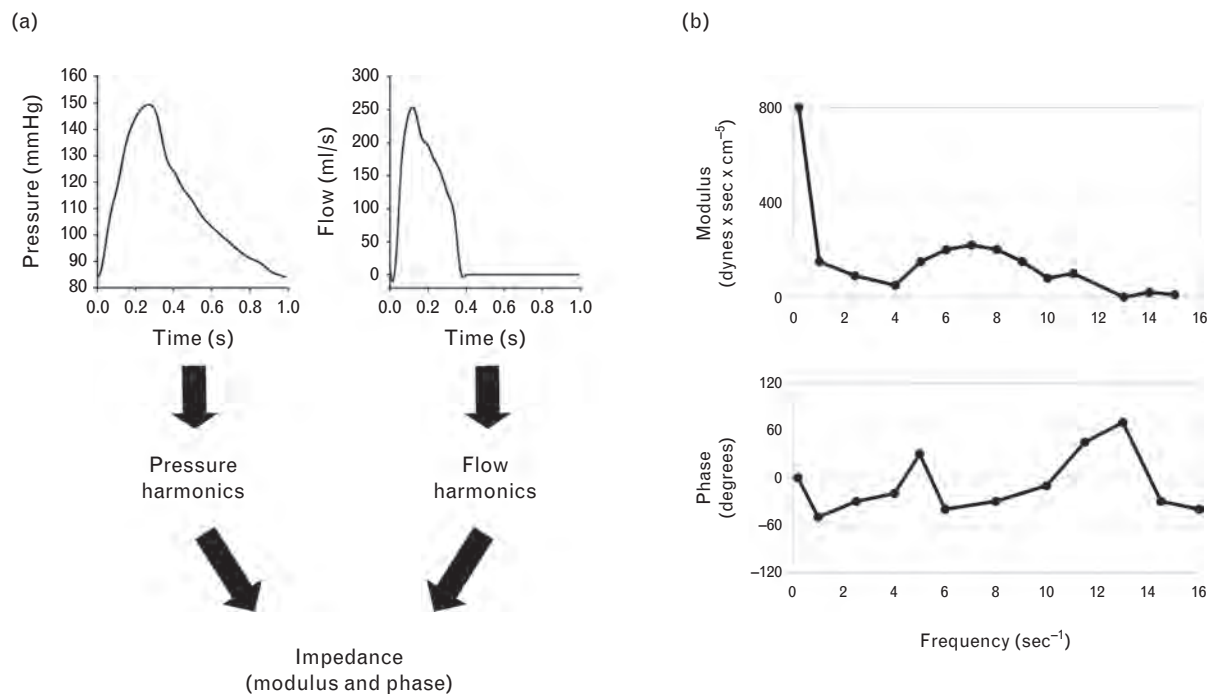 (a)
Pressure (mmHg)
160
150
140
130
120
110
100
90
80
0.0 0.2 0.4 0.6 0.8 1.0
Time (s)
Flow (ml/s)
300
250
200
150
100
50
0
0.0 0.2 0.4 0.6 0.8 1.0
Time (s)
Pressure
harmonics
Flow
harmonics
Impedance
(modulus and phase)
(b)
Modulus
(dynes x sec x cm⁻⁵)
800
400
0
0 2 4 6 8 10 12 14 16
Phase
(degrees)
120
60
0
−60
−120
0 2 4 6 8 10 12 14 16
Frequency (sec⁻¹)